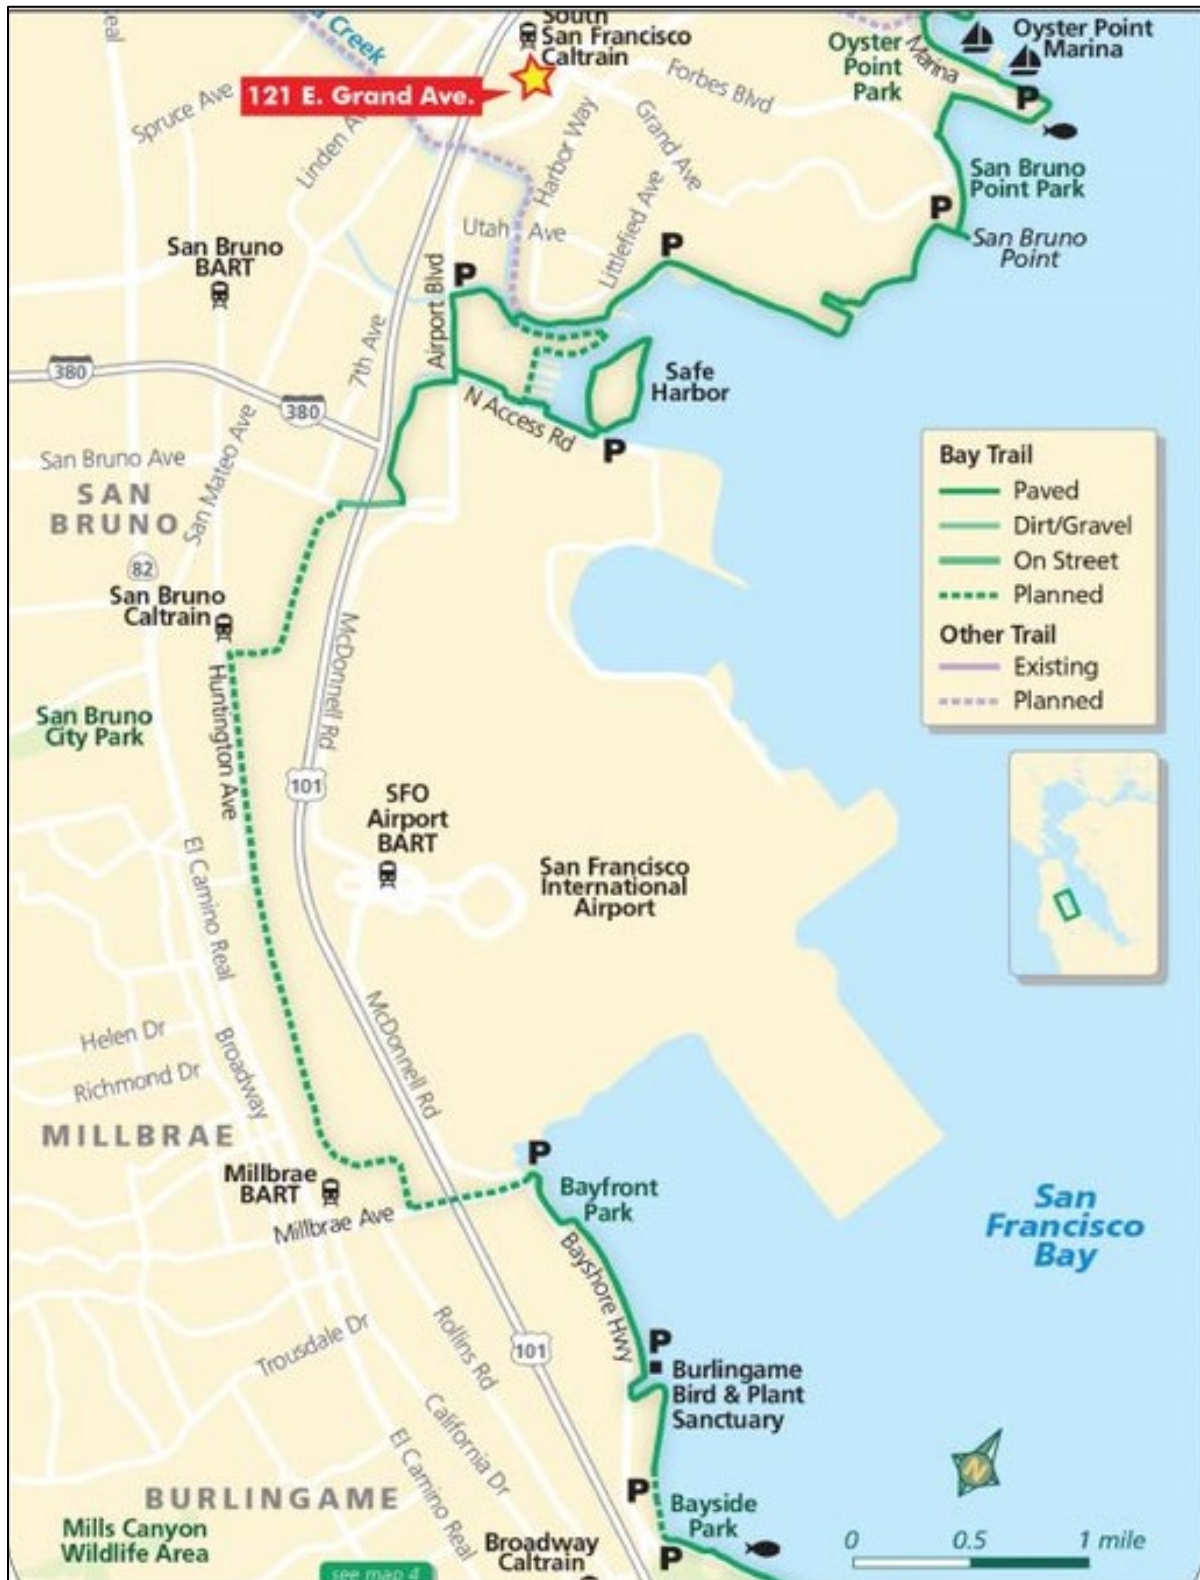 South
San Francisco
Caltrain
Creek
Oyster Point
Marina
Oyster
Point
Park
Marina
121 E. Grand Ave.
Spruce Ave
Linden
Forbes Blvd
Harbor Way
Grand Ave
P
San Bruno
Point Park
P
San Bruno
Point
Littlefield Ave
Utah Ave
San Bruno
BART
P
P
Airport Blvd
7th Ave
380
380
Safe
Harbor
N Access Rd
P
San Bruno Ave
San Mateo Ave
SAN
BRUNO
Bay Trail
Paved
Dirt/Gravel
On Street
Planned
Other Trail
Existing
Planned
82
San Bruno
Caltrain
McDonnell Rd
Huntington Ave
San Bruno
City Park
101
SFO
Airport
BART
San Francisco
International
Airport
El Camino Real
McDonnell Rd
Helen Dr
Broadway
Richmond Dr
MILLBRAE
P
Millbrae
BART
Bayfront
Park
Millbrae Ave
San
Francisco
Bay
Bayshore Hwy
Trousdale Dr
Rollins Rd
101
P
Burlingame
Bird & Plant
Sanctuary
California Dr
El Camino Real
N
BURLINGAME
P
Bayside
Park
Mills Canyon
Wildlife Area
Broadway
Caltrain
P
0 0.5 1 mile
see map 4